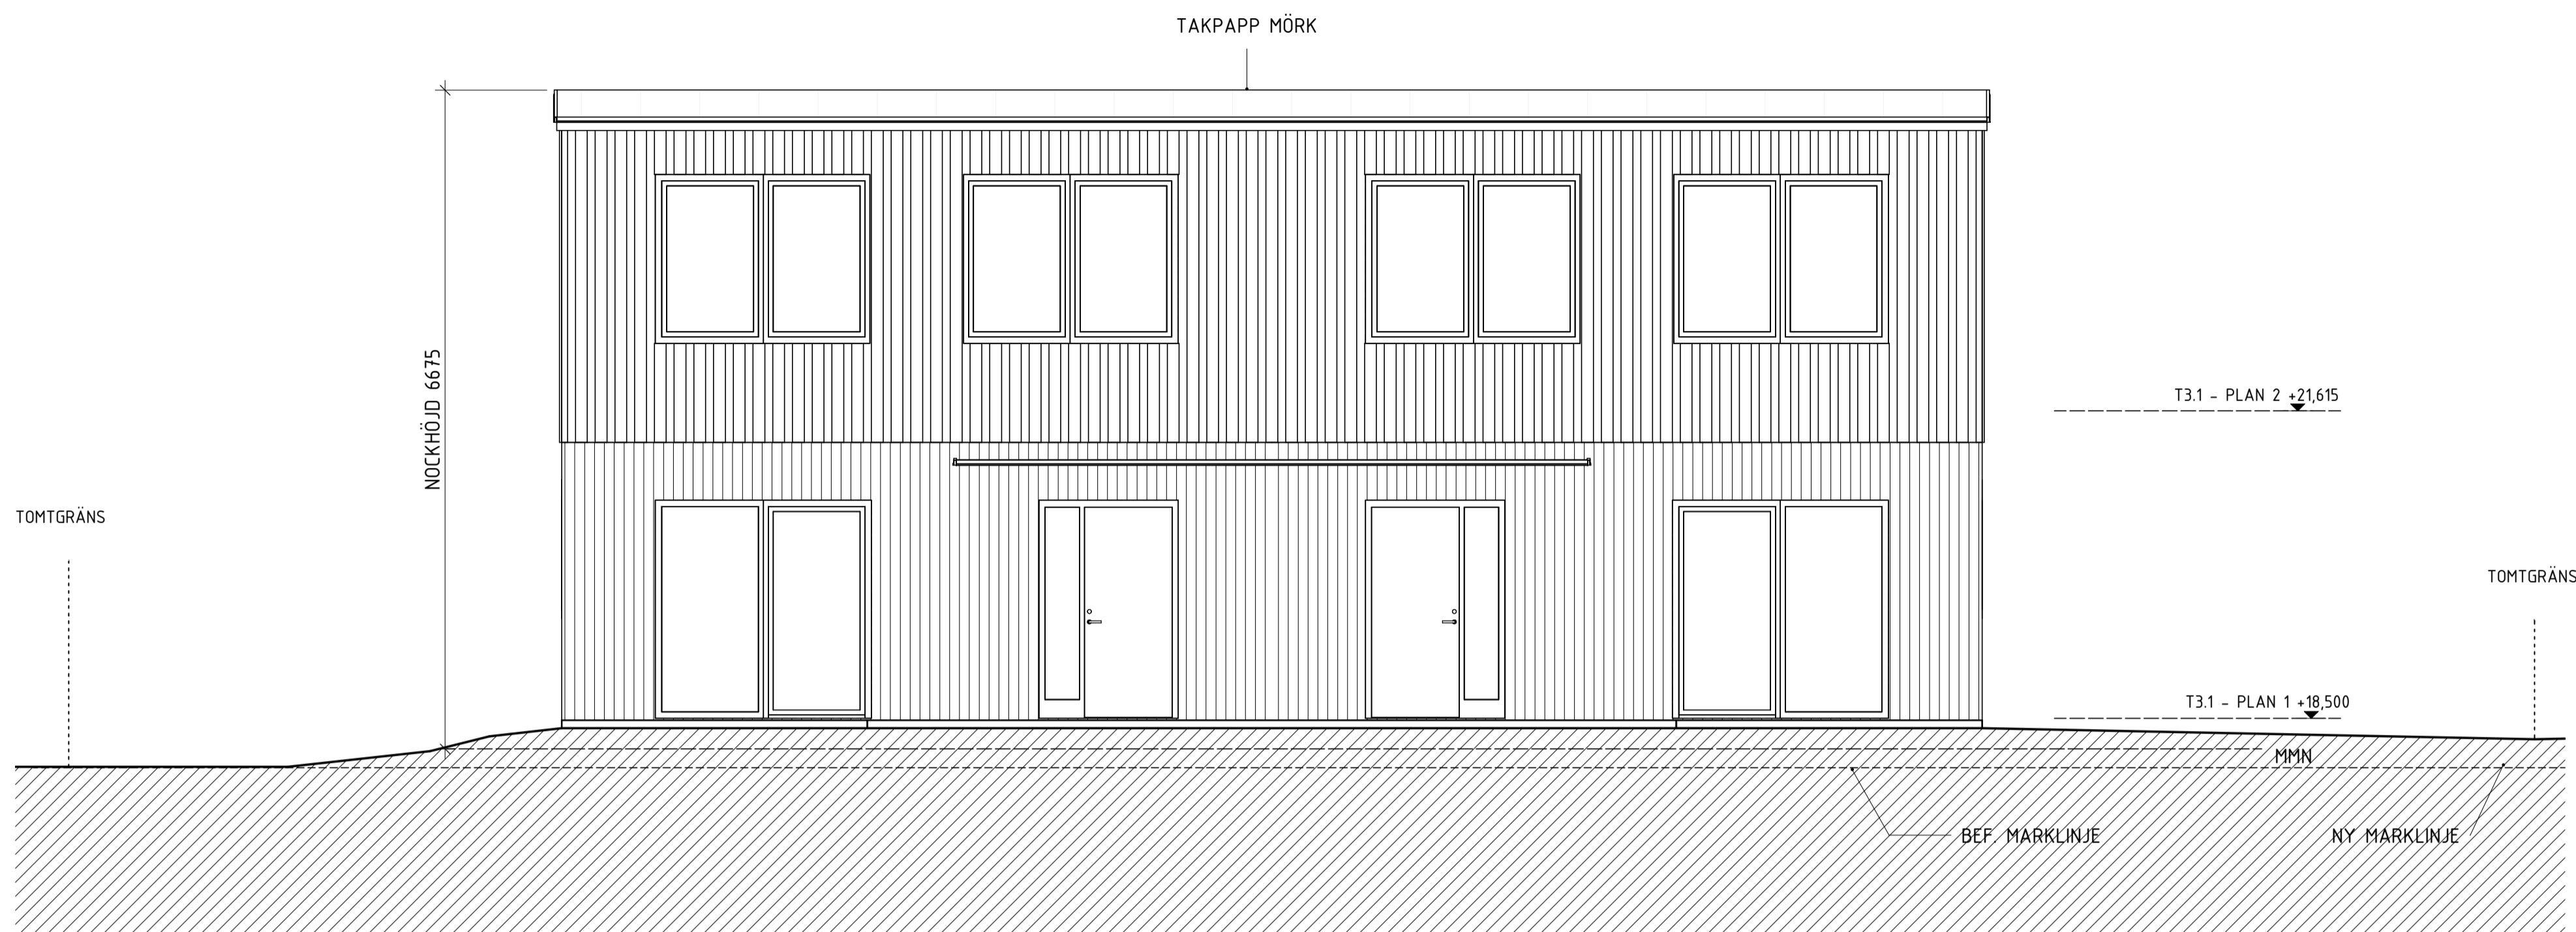 TAKPAPP MÖRK
NOCKHÖJD 6675
T3.1 - PLAN 2 +21,615
TOMTGRÄNS
TOMTGRÄNS
T3.1 - PLAN 1 +18,500
MMN
BEF. MARKLINJE
NY MARKLINJE